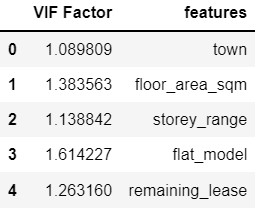 VIF Factor features
0 1.089809 town
1 1.383563 floor_area_sqm
2 1.138842 storey_range
3 1.614227 flat_model
4 1.263160 remaining_lease